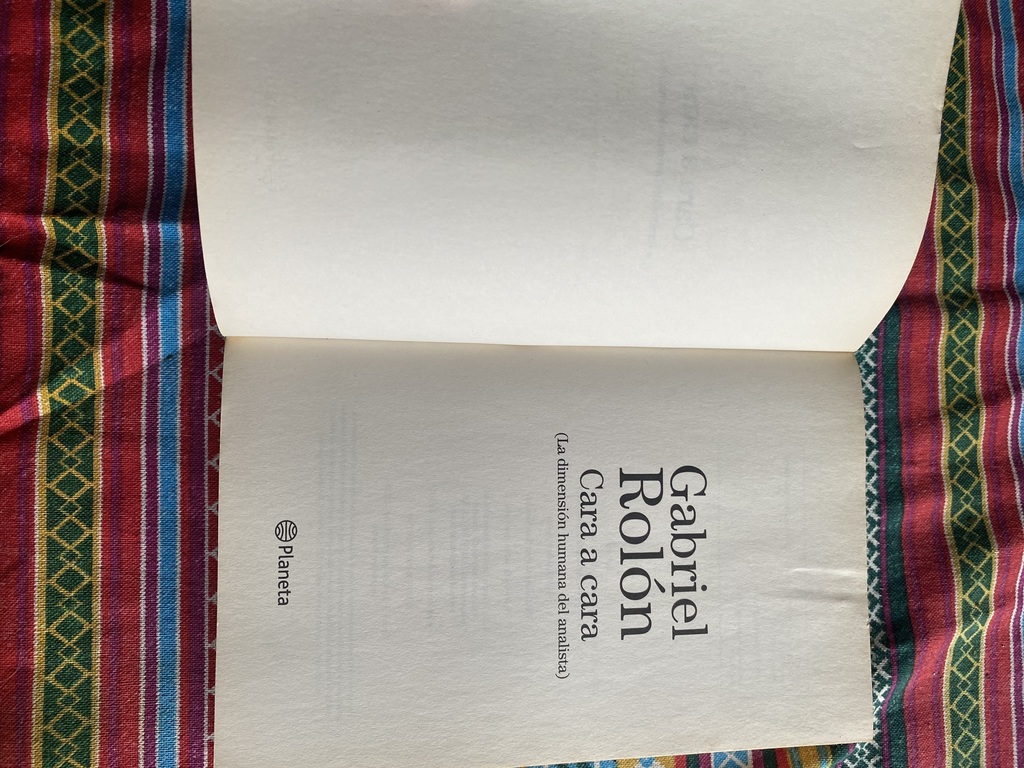 Gabriel
Rolón
Cara a cara
(La dimensión humana del analista)
Planeta